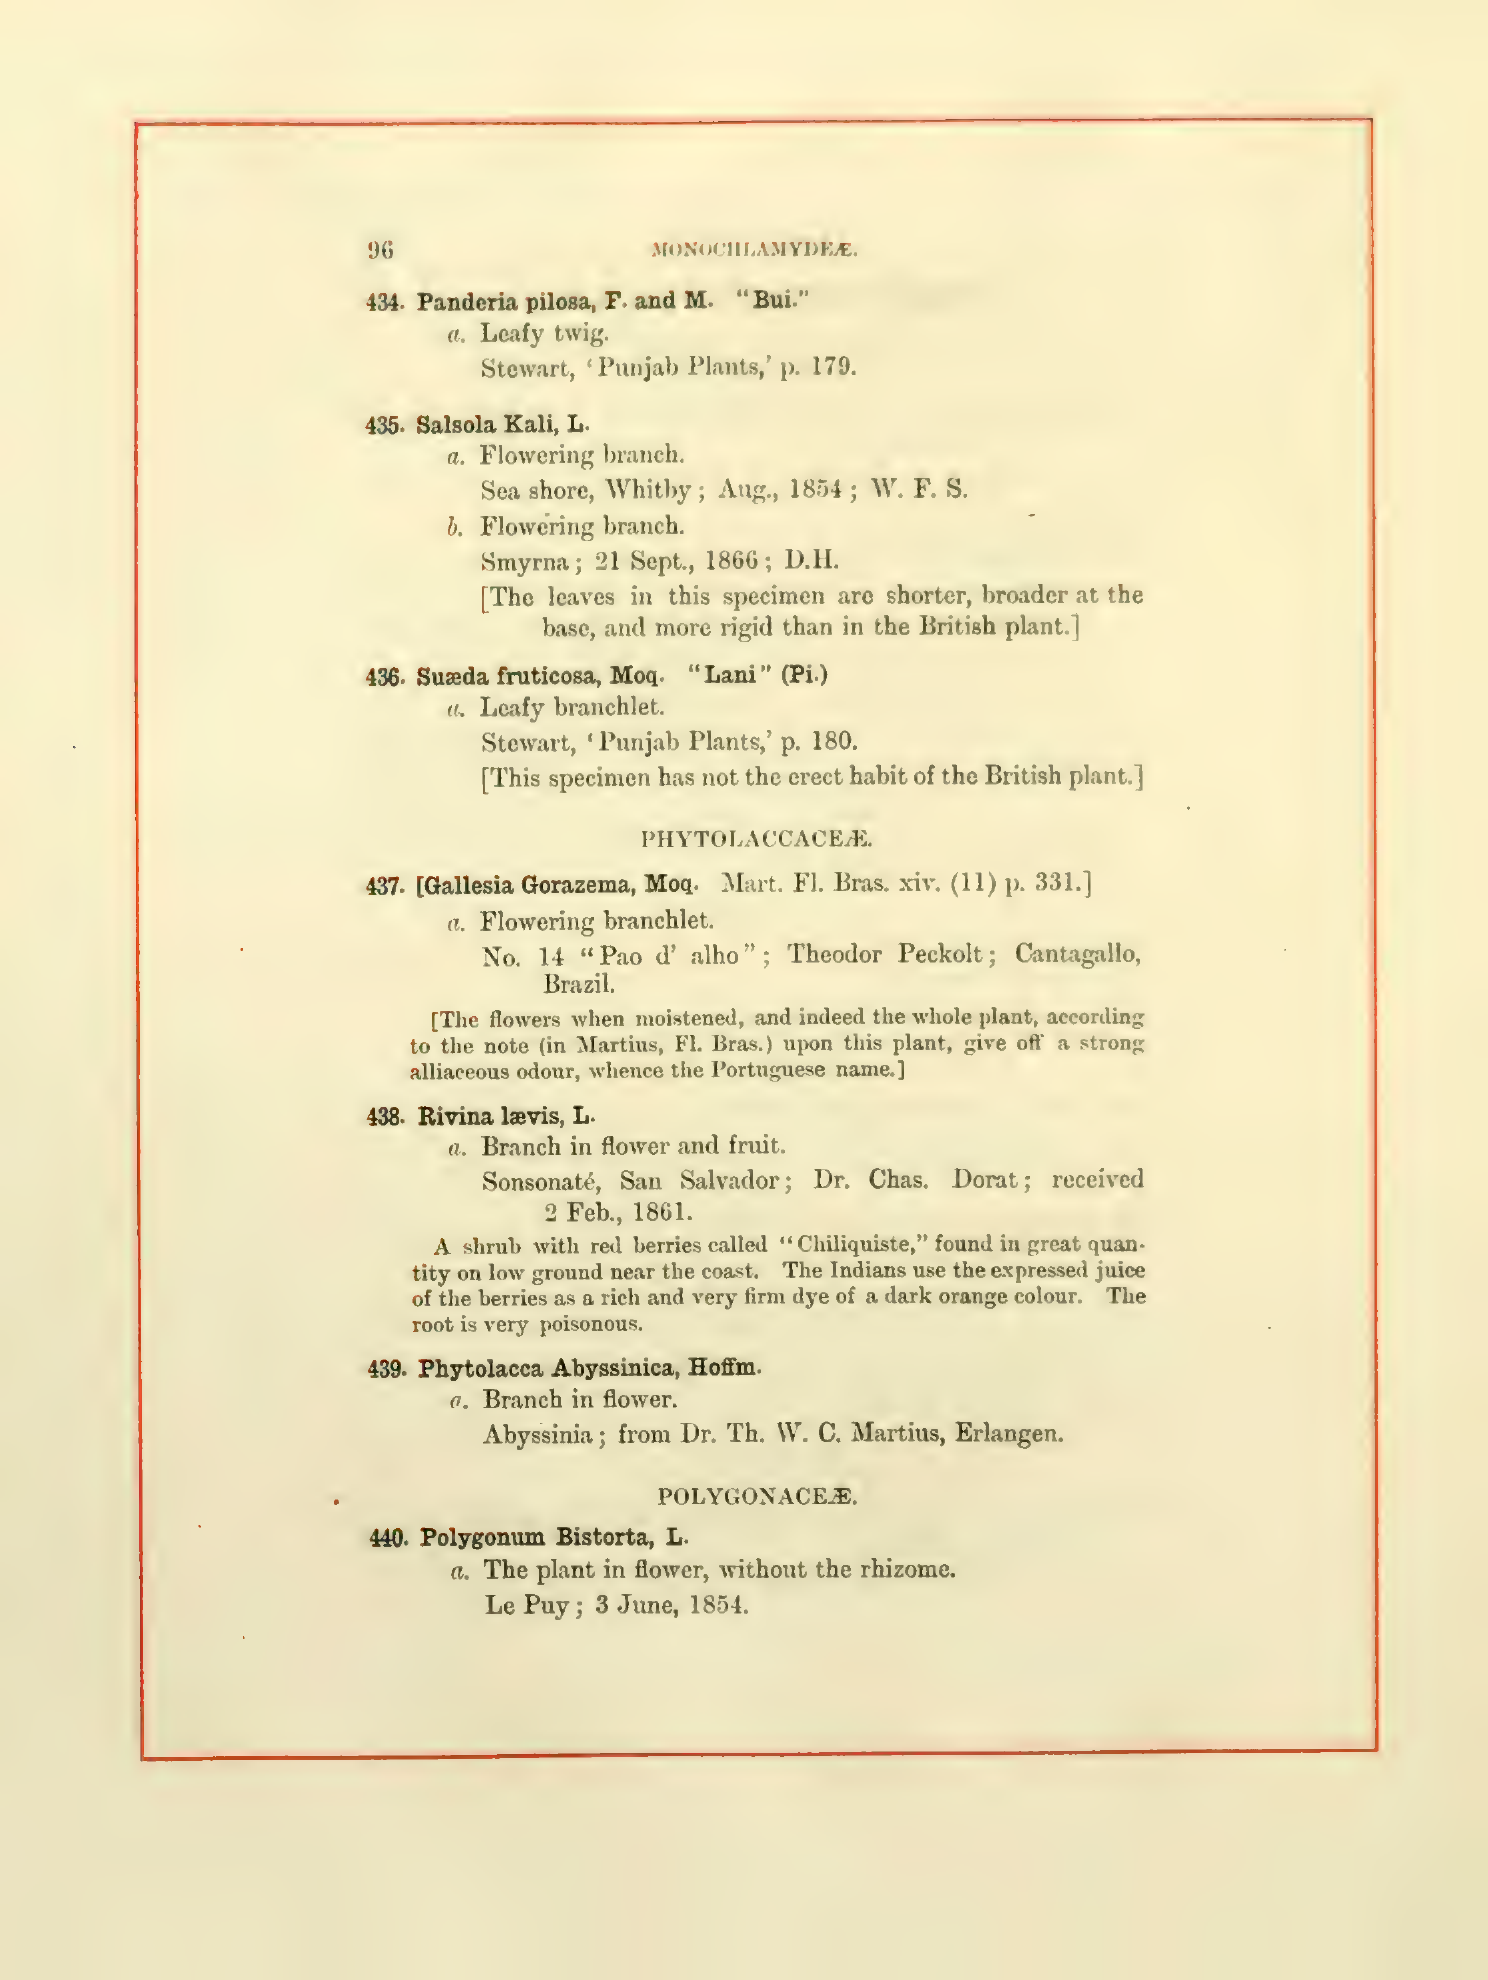 96 MONOCHLAMYDEÆ.
434. Panderia pilosa, F. and M. “Bui.”
a. Leafy twig.
Stewart, ‘Punjab Plants,’ p. 179.
435. Salsola Kali, L.
a. Flowering branch.
Sea shore, Whitby; Aug., 1854; W. F. S.
b. Flowering branch.
Smyrna; 21 Sept., 1866; D.H.
[The leaves in this specimen are shorter, broader at the
base, and more rigid than in the British plant.]
436. Suæda fruticosa, Moq. “Lani” (Pi.)
a. Leafy branchlet.
Stewart, ‘Punjab Plants,’ p. 180.
[This specimen has not the erect habit of the British plant.]
PHYTOLACCACEÆ.
437. [Gallesia Gorazema, Moq. Mart. Fl. Bras. xiv. (11) p. 331.]
a. Flowering branchlet.
No. 14 “Pao d’ alho”; Theodor Peckolt; Cantagallo,
Brazil.
[The flowers when moistened, and indeed the whole plant, according
to the note (in Martius, Fl. Bras.) upon this plant, give off a strong
alliaceous odour, whence the Portuguese name.]
438. Rivina lævis, L.
a. Branch in flower and fruit.
Sonsonaté, San Salvador; Dr. Chas. Dorat; received
2 Feb., 1861.
A shrub with red berries called “Chiliquiste,” found in great quan-
tity on low ground near the coast. The Indians use the expressed juice
of the berries as a rich and very firm dye of a dark orange colour. The
root is very poisonous.
439. Phytolacca Abyssinica, Hoffm.
a. Branch in flower.
Abyssinia; from Dr. Th. W. C. Martius, Erlangen.
POLYGONACEÆ.
440. Polygonum Bistorta, L.
a. The plant in flower, without the rhizome.
Le Puy; 3 June, 1854.